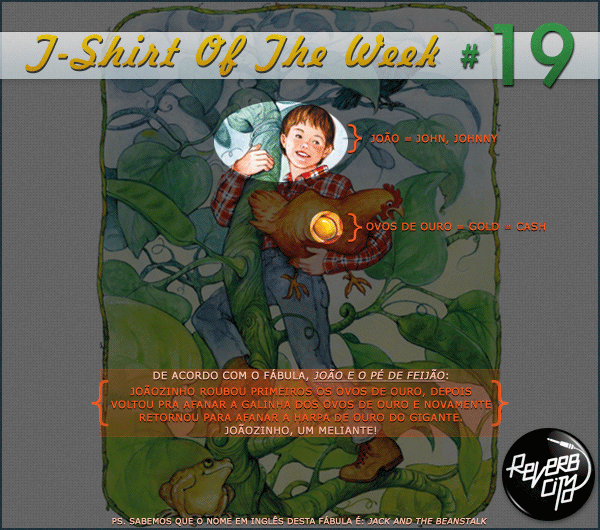 T-Shirt Of The Week #19
JOÃO = JOHN, JOHNNY
OVOS DE OURO = GOLD = CASH
DE ACORDO COM O FÁBULA, JOÃO E O PÉ DE FEIJÃO:
JOÃOZINHO ROUBOU PRIMEIROS OS OVOS DE OURO, DEPOIS
VOLTOU PRA AFANAR A GALINHA DOS OVOS DE OURO E NOVAMENTE
RETORNOU PARA AFANAR A HARPA DE OURO DO GIGANTE.
JOÃOZINHO, UM MELIANTE!
Reverb
City
PS. SABEMOS QUE O NOME EM INGLÊS DESTA FÁBULA É: JACK AND THE BEANSTALK